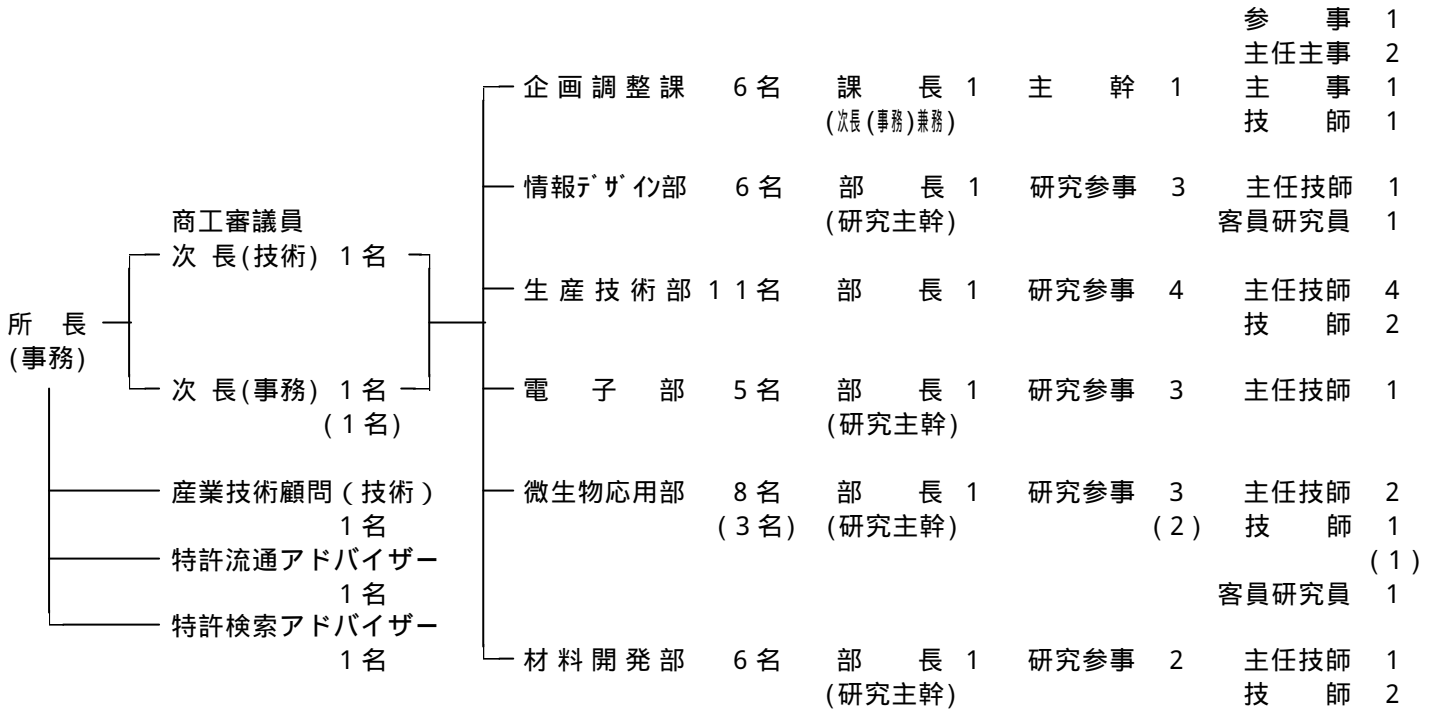 参　　事　1
主任主事　2
企画調整課　6名　課　　長　1　主　　幹　1　主　　事　1
(次長(事務)兼務)　技　　師　1
情報ﾃﾞｻﾞｲﾝ部　6名　部　　長　1　研究参事　3　主任技師　1
商工審議員　(研究主幹)　客員研究員　1
次 長(技術) 1名
生産技術部　11名　部　　長　1　研究参事　4　主任技師　4
所　長　技　　師　2
(事務)
次 長(事務) 1名　電　子　部　5名　部　　長　1　研究参事　3　主任技師　1
(1名)　(研究主幹)
産業技術顧問（技術）　微生物応用部　8名　部　　長　1　研究参事　3　主任技師　2
1名　(3名)　(研究主幹)　(2)　技　　師　1
特許流通アドバイザー　(1)
1名　客員研究員　1
特許検索アドバイザー
1名　材料開発部　6名　部　　長　1　研究参事　2　主任技師　1
(研究主幹)　技　　師　2